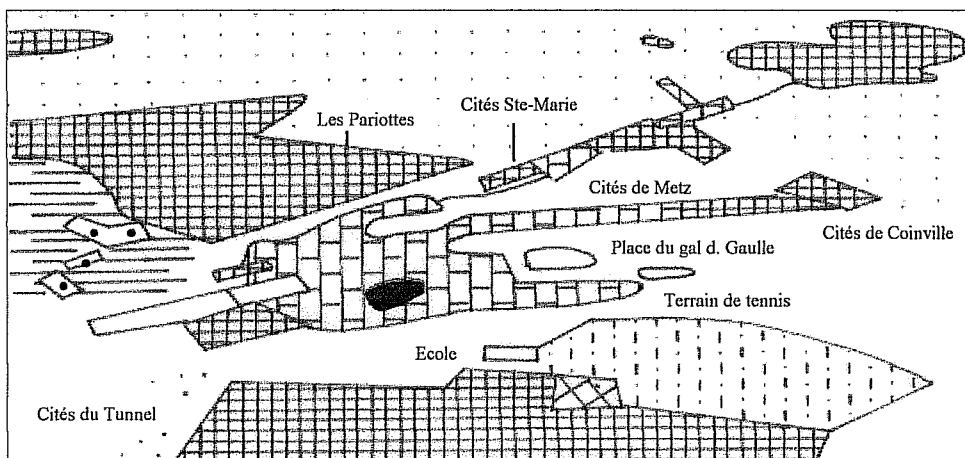 Les Pariottes
Cités Ste-Marie
Cités de Metz
Cités de Coinville
Place du gal d. Gaulle
Terrain de tennis
Ecole
Cités du Tunnel